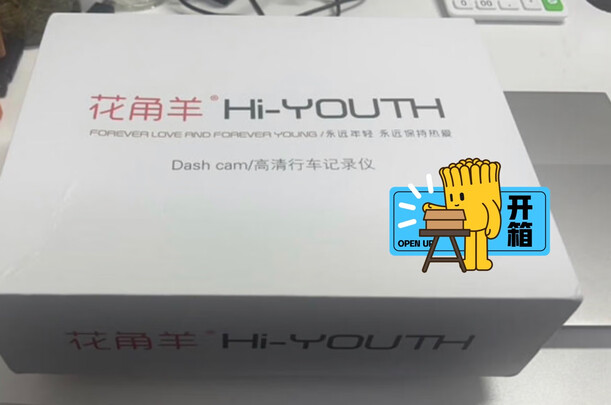 花角羊® Hi-YOUTH
FOREVER LOVE AND FOREVER YOUNG/永远年轻 永远保持热爱
Dash cam/高清行车记录仪
开箱
OPEN UP
花角羊® Hi-YOUTH